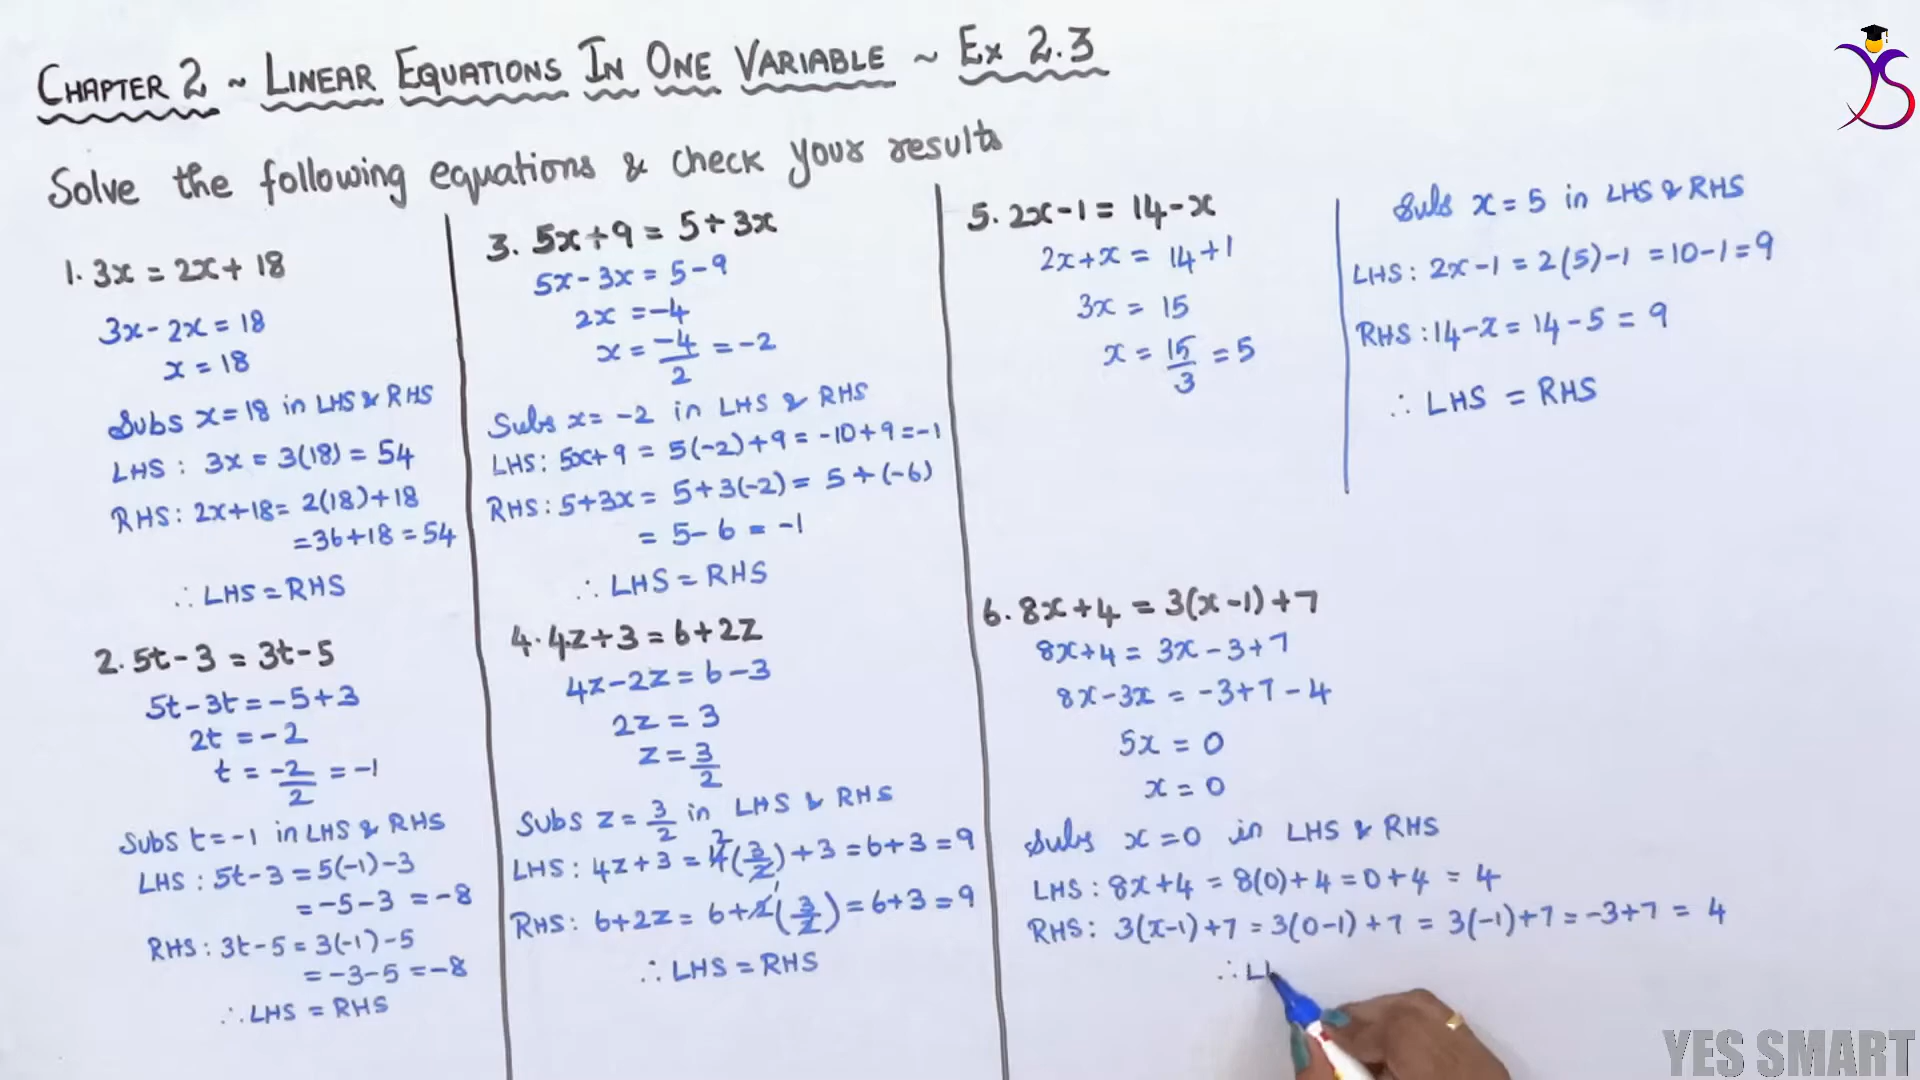 CHAPTER 2 ~ LINEAR EQUATIONS IN ONE VARIABLE ~ Ex 2.3
Solve the following equations & check your results
1. 3x = 2x + 18
3x - 2x = 18
x = 18
Subs x = 18 in LHS & RHS
LHS : 3x = 3(18) = 54
RHS : 2x+18 = 2(18)+18
= 36+18 = 54
∴ LHS = RHS
2. 5t - 3 = 3t - 5
5t - 3t = -5 + 3
2t = -2
t = -2/2 = -1
Subs t = -1 in LHS & RHS
LHS : 5t - 3 = 5(-1) - 3
= -5 - 3 = -8
RHS : 3t - 5 = 3(-1) - 5
= -3 - 5 = -8
∴ LHS = RHS
3. 5x + 9 = 5 + 3x
5x - 3x = 5 - 9
2x = -4
x = -4/2 = -2
Subs x = -2 in LHS & RHS
LHS : 5x + 9 = 5(-2) + 9 = -10 + 9 = -1
RHS : 5 + 3x = 5 + 3(-2) = 5 + (-6)
= 5 - 6 = -1
∴ LHS = RHS
4. 4z + 3 = 6 + 2z
4z - 2z = 6 - 3
2z = 3
z = 3/2
Subs z = 3/2 in LHS & RHS
2
LHS : 4z + 3 = 4(3/2) + 3 = 6 + 3 = 9
1
RHS : 6 + 2z = 6 + 2(3/2) = 6 + 3 = 9
∴ LHS = RHS
5. 2x - 1 = 14 - x
2x + x = 14 + 1
3x = 15
x = 15/3 = 5
Subs x = 5 in LHS & RHS
LHS : 2x - 1 = 2(5) - 1 = 10 - 1 = 9
RHS : 14 - x = 14 - 5 = 9
∴ LHS = RHS
6. 8x + 4 = 3(x - 1) + 7
8x + 4 = 3x - 3 + 7
8x - 3x = -3 + 7 - 4
5x = 0
x = 0
Subs x = 0 in LHS & RHS
LHS : 8x + 4 = 8(0) + 4 = 0 + 4 = 4
RHS : 3(x-1) + 7 = 3(0-1) + 7 = 3(-1) + 7 = -3 + 7 = 4
∴ L
YS
YES SMART